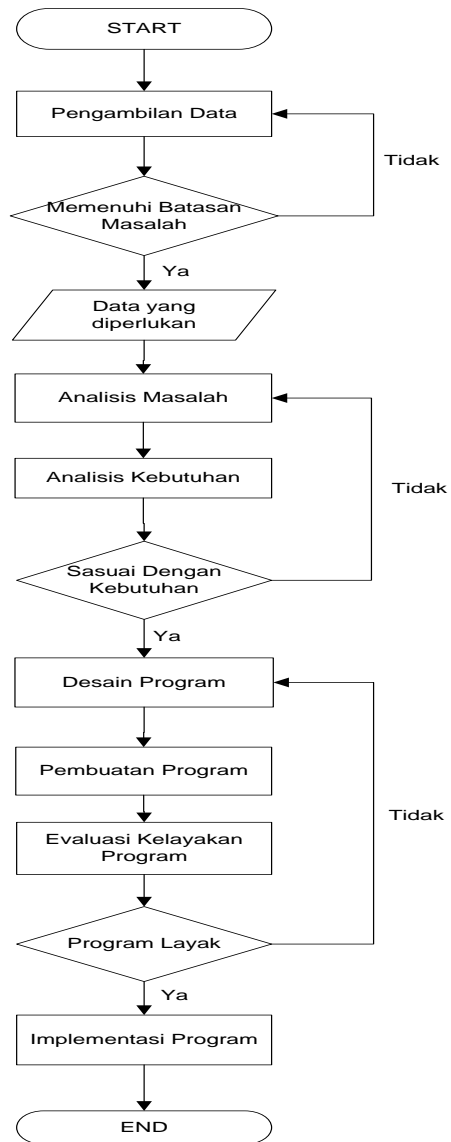 START
Pengambilan Data
Tidak
Memenuhi Batasan
Masalah
Ya
Data yang
diperlukan
Analisis Masalah
Analisis Kebutuhan
Tidak
Sasuai Dengan
Kebutuhan
Ya
Desain Program
Pembuatan Program
Tidak
Evaluasi Kelayakan
Program
Program Layak
Ya
Implementasi Program
END